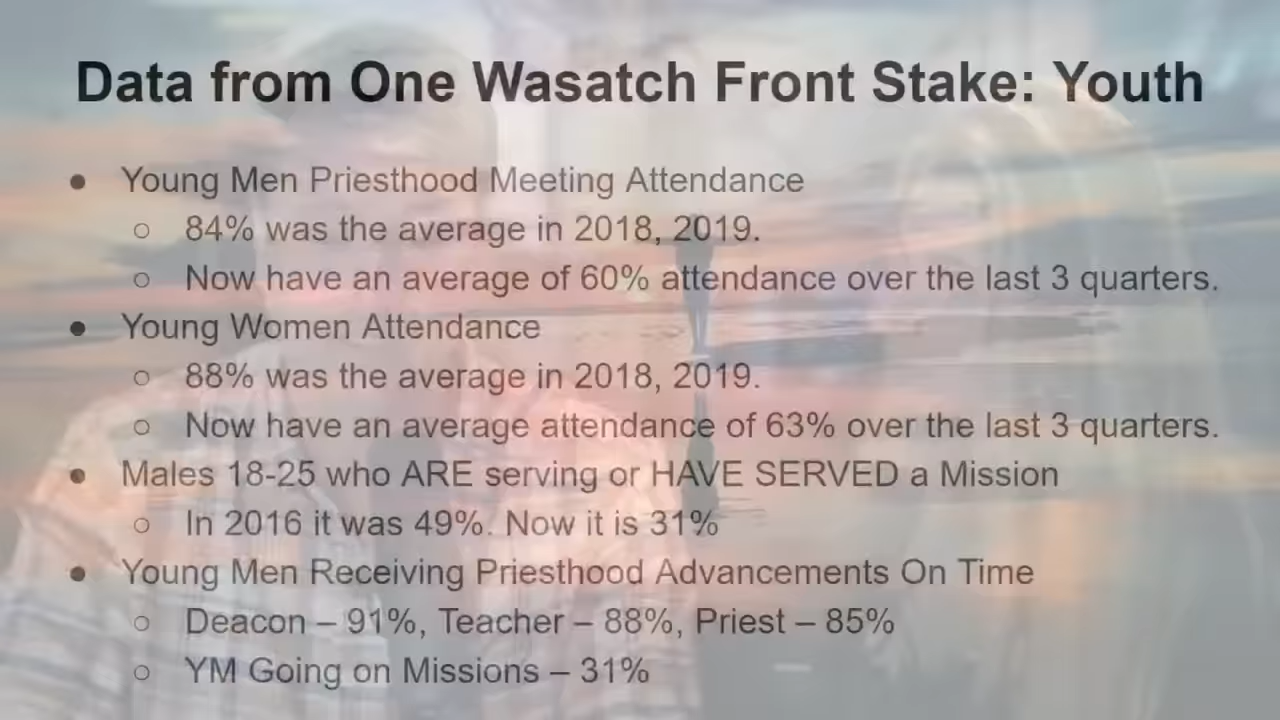 Data from One Wasatch Front Stake: Youth
● Young Men Priesthood Meeting Attendance
○ 84% was the average in 2018, 2019.
○ Now have an average of 60% attendance over the last 3 quarters.
● Young Women Attendance
○ 88% was the average in 2018, 2019.
○ Now have an average attendance of 63% over the last 3 quarters.
● Males 18-25 who ARE serving or HAVE SERVED a Mission
○ In 2016 it was 49%. Now it is 31%
● Young Men Receiving Priesthood Advancements On Time
○ Deacon – 91%, Teacher – 88%, Priest – 85%
○ YM Going on Missions – 31%